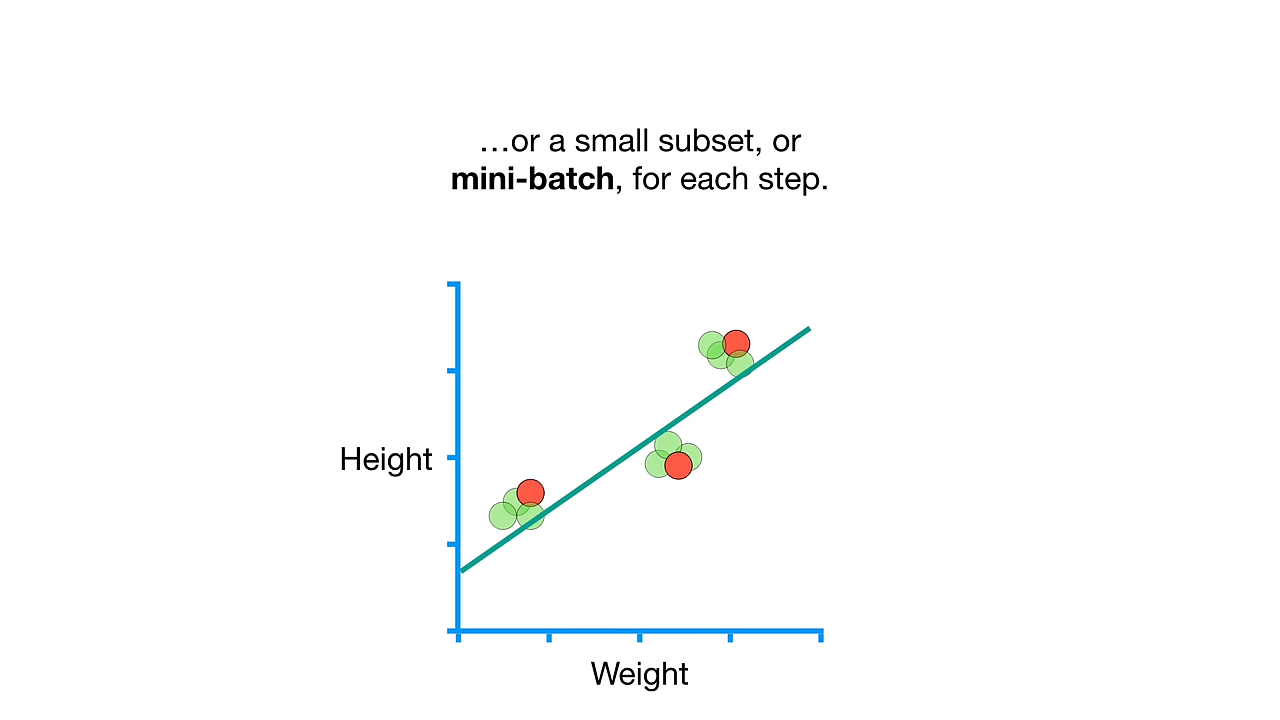 …or a small subset, or
mini-batch, for each step.
Height
Weight